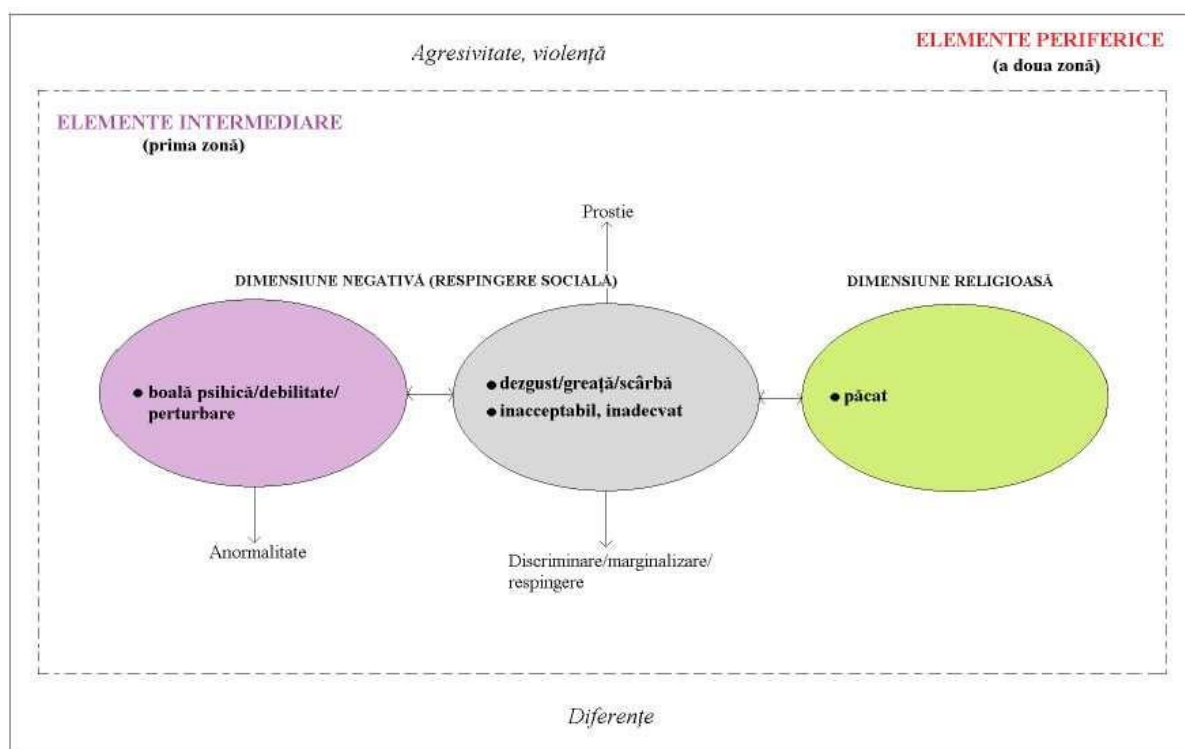 Agresivitate, violență
ELEMENTE PERIFERICE
(a doua zonă)
ELEMENTE INTERMEDIARE
(prima zonă)
Prostie
DIMENSIUNE NEGATIVĂ (RESPINGERE SOCIALĂ)
DIMENSIUNE RELIGIOASĂ
boală psihică/debilitate/
perturbare
dezgust/greață/scârbă
inacceptabil, inadecvat
păcat
Anormalitate
Discriminare/marginalizare/
respingere
Diferențe